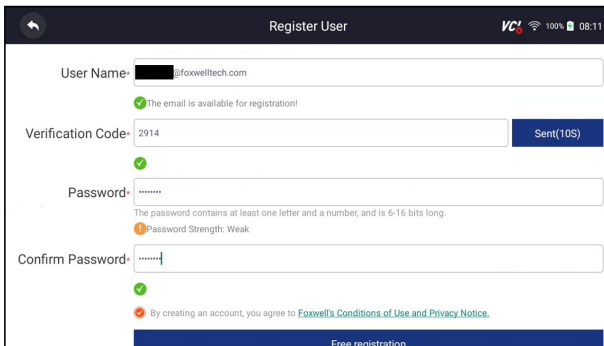 Register User
VCI 100% 08:11
User Name* @foxwelltech.com
The email is available for registration!
Verification Code* 2914 Sent(10S)
Password* ••••••••
The password contains at least one letter and a number, and is 6-16 bits long.
Password Strength: Weak
Confirm Password* ••••••••
By creating an account, you agree to Foxwell's Conditions of Use and Privacy Notice.
Free registration